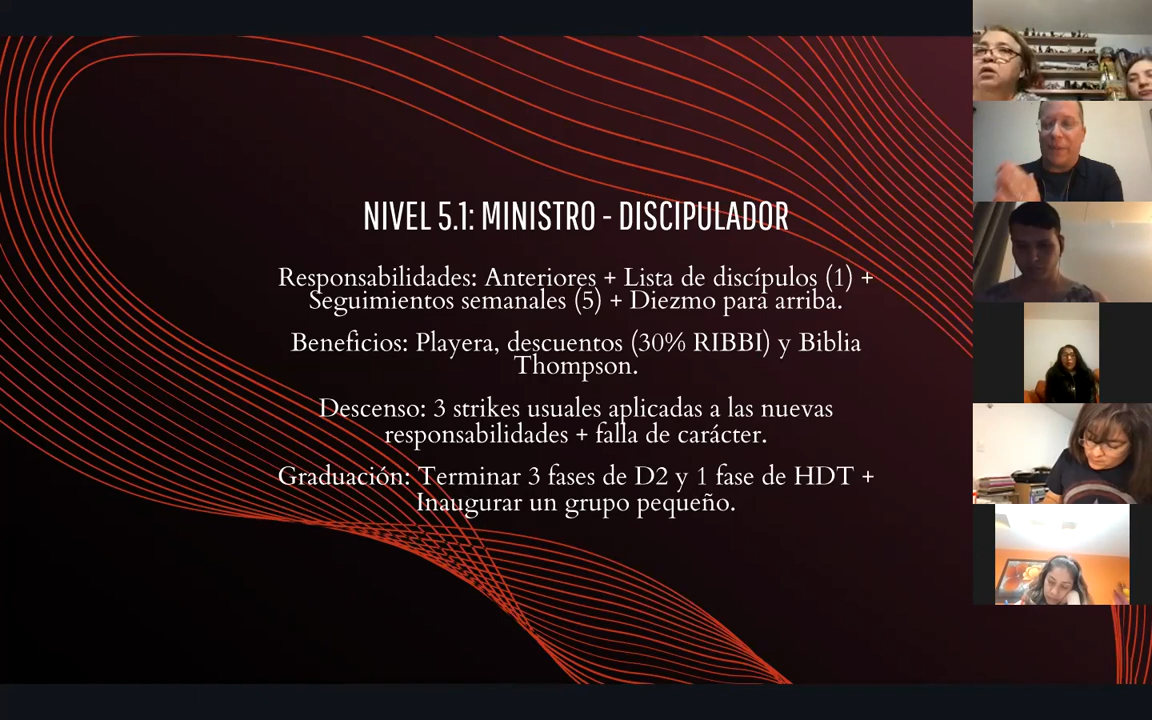 NIVEL 5.1: MINISTRO - DISCIPULADOR
Responsabilidades: Anteriores + Lista de discípulos (1) +
Seguimientos semanales (5) + Diezmo para arriba.
Beneficios: Playera, descuentos (30% RIBBI) y Biblia
Thompson.
Descenso: 3 strikes usuales aplicadas a las nuevas
responsabilidades + falla de carácter.
Graduación: Terminar 3 fases de D2 y 1 fase de HDT +
Inaugurar un grupo pequeño.